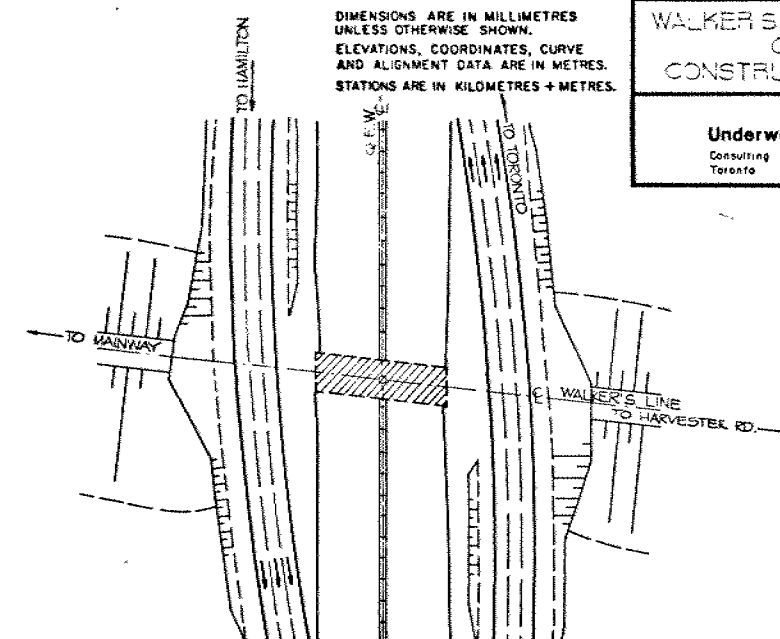 DIMENSIONS ARE IN MILLIMETRES
UNLESS OTHERWISE SHOWN.
ELEVATIONS, COORDINATES, CURVE
AND ALIGNMENT DATA ARE IN METRES.
STATIONS ARE IN KILOMETRES + METRES.
WALKER'S
CONSTRU
Underw
Consulting
Toronto
TO HAMILTON
Q.E.W.
TO TORONTO
TO MAINWAY
℄ WALKER'S LINE
TO HARVESTER RD.